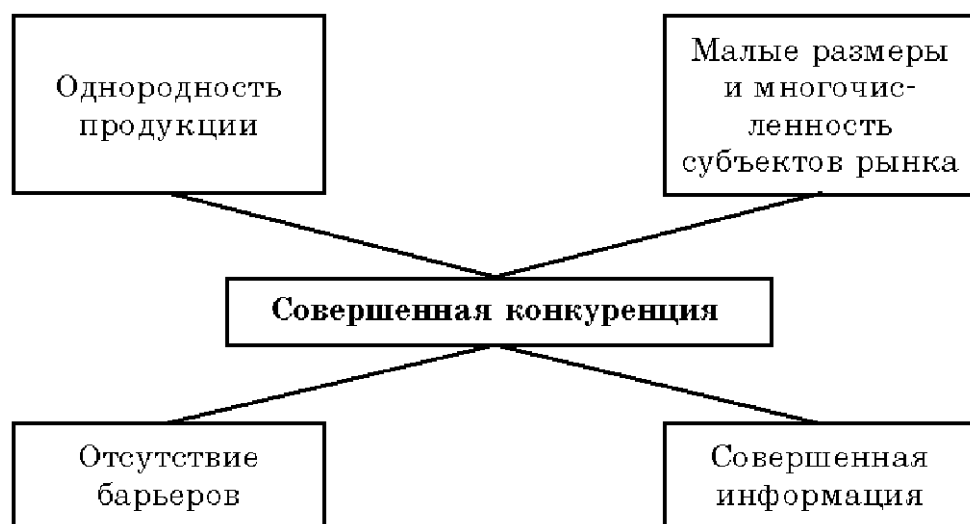 Однородность
продукции
Малые размеры
и многочис-
ленность
субъектов рынка
Совершенная конкуренция
Отсутствие
барьеров
Совершенная
информация